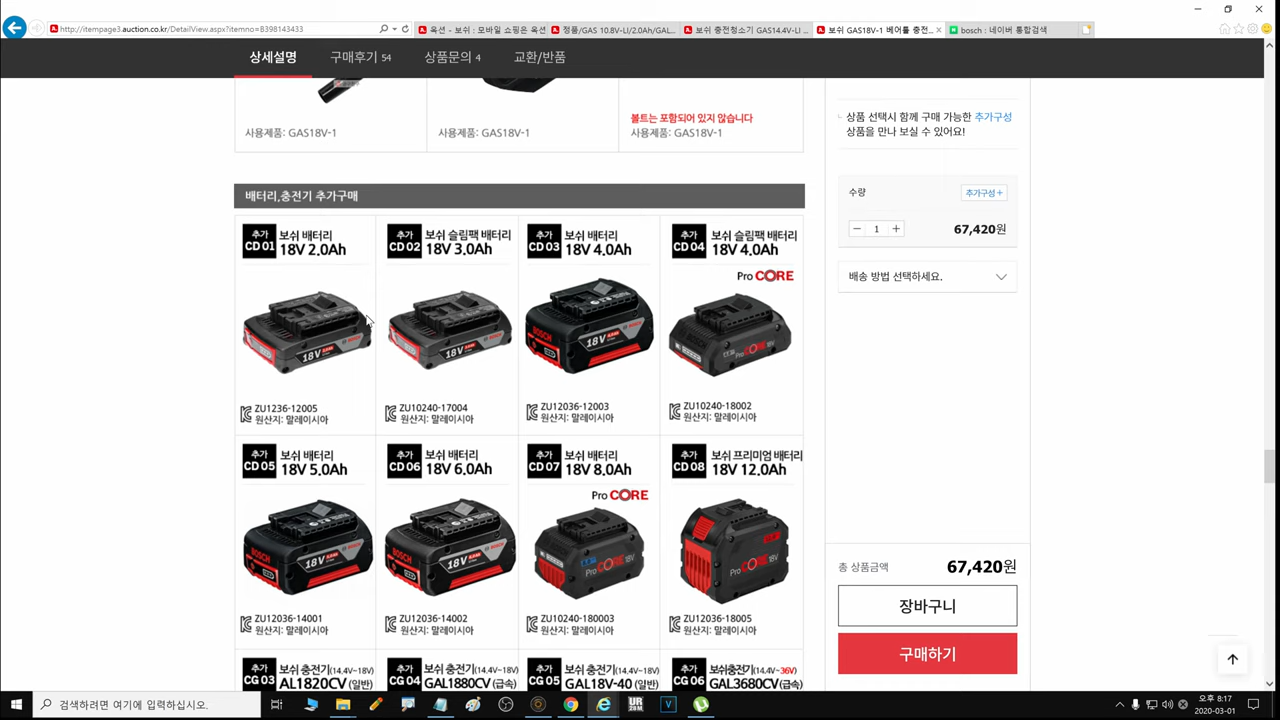 http://itempage3.auction.co.kr/DetailView.aspx?itemno=8398143433
옥션 - 보쉬 : 모바일 쇼핑은 옥션
정품/GAS 10.8V-LI/2.0Ah/GAL...
보쉬 충전청소기 GAS14.4V-LI ...
보쉬 GAS18V-1 베어툴 충전...
bosch : 네이버 통합검색
상세설명
구매후기 54
상품문의 4
교환/반품
사용제품: GAS18V-1
사용제품: GAS18V-1
볼트는 포함되어 있지 않습니다
사용제품: GAS18V-1
배터리,충전기 추가구매
추가
CD 01
보쉬 배터리
18V 2.0Ah
추가
CD 02
보쉬 슬림팩 배터리
18V 3.0Ah
추가
CD 03
보쉬 배터리
18V 4.0Ah
추가
CD 04
보쉬 슬림팩 배터리
18V 4.0Ah
Pro CORE
18V
BOSCH
18V
BOSCH
BOSCH
18V
ProCORE
ZU1236-12005
원산지: 말레이시아
ZU10240-17004
원산지: 말레이시아
ZU12036-12003
원산지: 말레이시아
ZU10240-18002
원산지: 말레이시아
추가
CD 05
보쉬 배터리
18V 5.0Ah
추가
CD 06
보쉬 배터리
18V 6.0Ah
추가
CD 07
보쉬 배터리
18V 8.0Ah
추가
CD 08
보쉬 프리미엄 배터리
18V 12.0Ah
Pro CORE
BOSCH
18V
BOSCH
18V
ProCORE 18V
ProCORE 18V
ZU12036-14001
원산지: 말레이시아
ZU12036-14002
원산지: 말레이시아
ZU10240-180003
원산지: 말레이시아
ZU12036-18005
원산지: 말레이시아
추가
CG 03
보쉬 충전기(14.4V~18V)
AL1820CV (일반)
추가
CG 04
보쉬 충전기(14.4V~18V)
GAL1880CV (급속)
추가
CG 05
보쉬 충전기(14.4V~18V)
GAL18V-40 (일반)
추가
CG 06
보쉬충전기(14.4V~36V)
GAL3680CV(급속)
상품 선택시 함께 구매 가능한 추가구성
상품을 만나 보실 수 있어요!
수량
추가구성 +
1
67,420원
배송 방법 선택하세요.
총 상품금액
67,420원
장바구니
구매하기
검색하려면 여기에 입력하십시오.
오후 8:17
2020-03-01